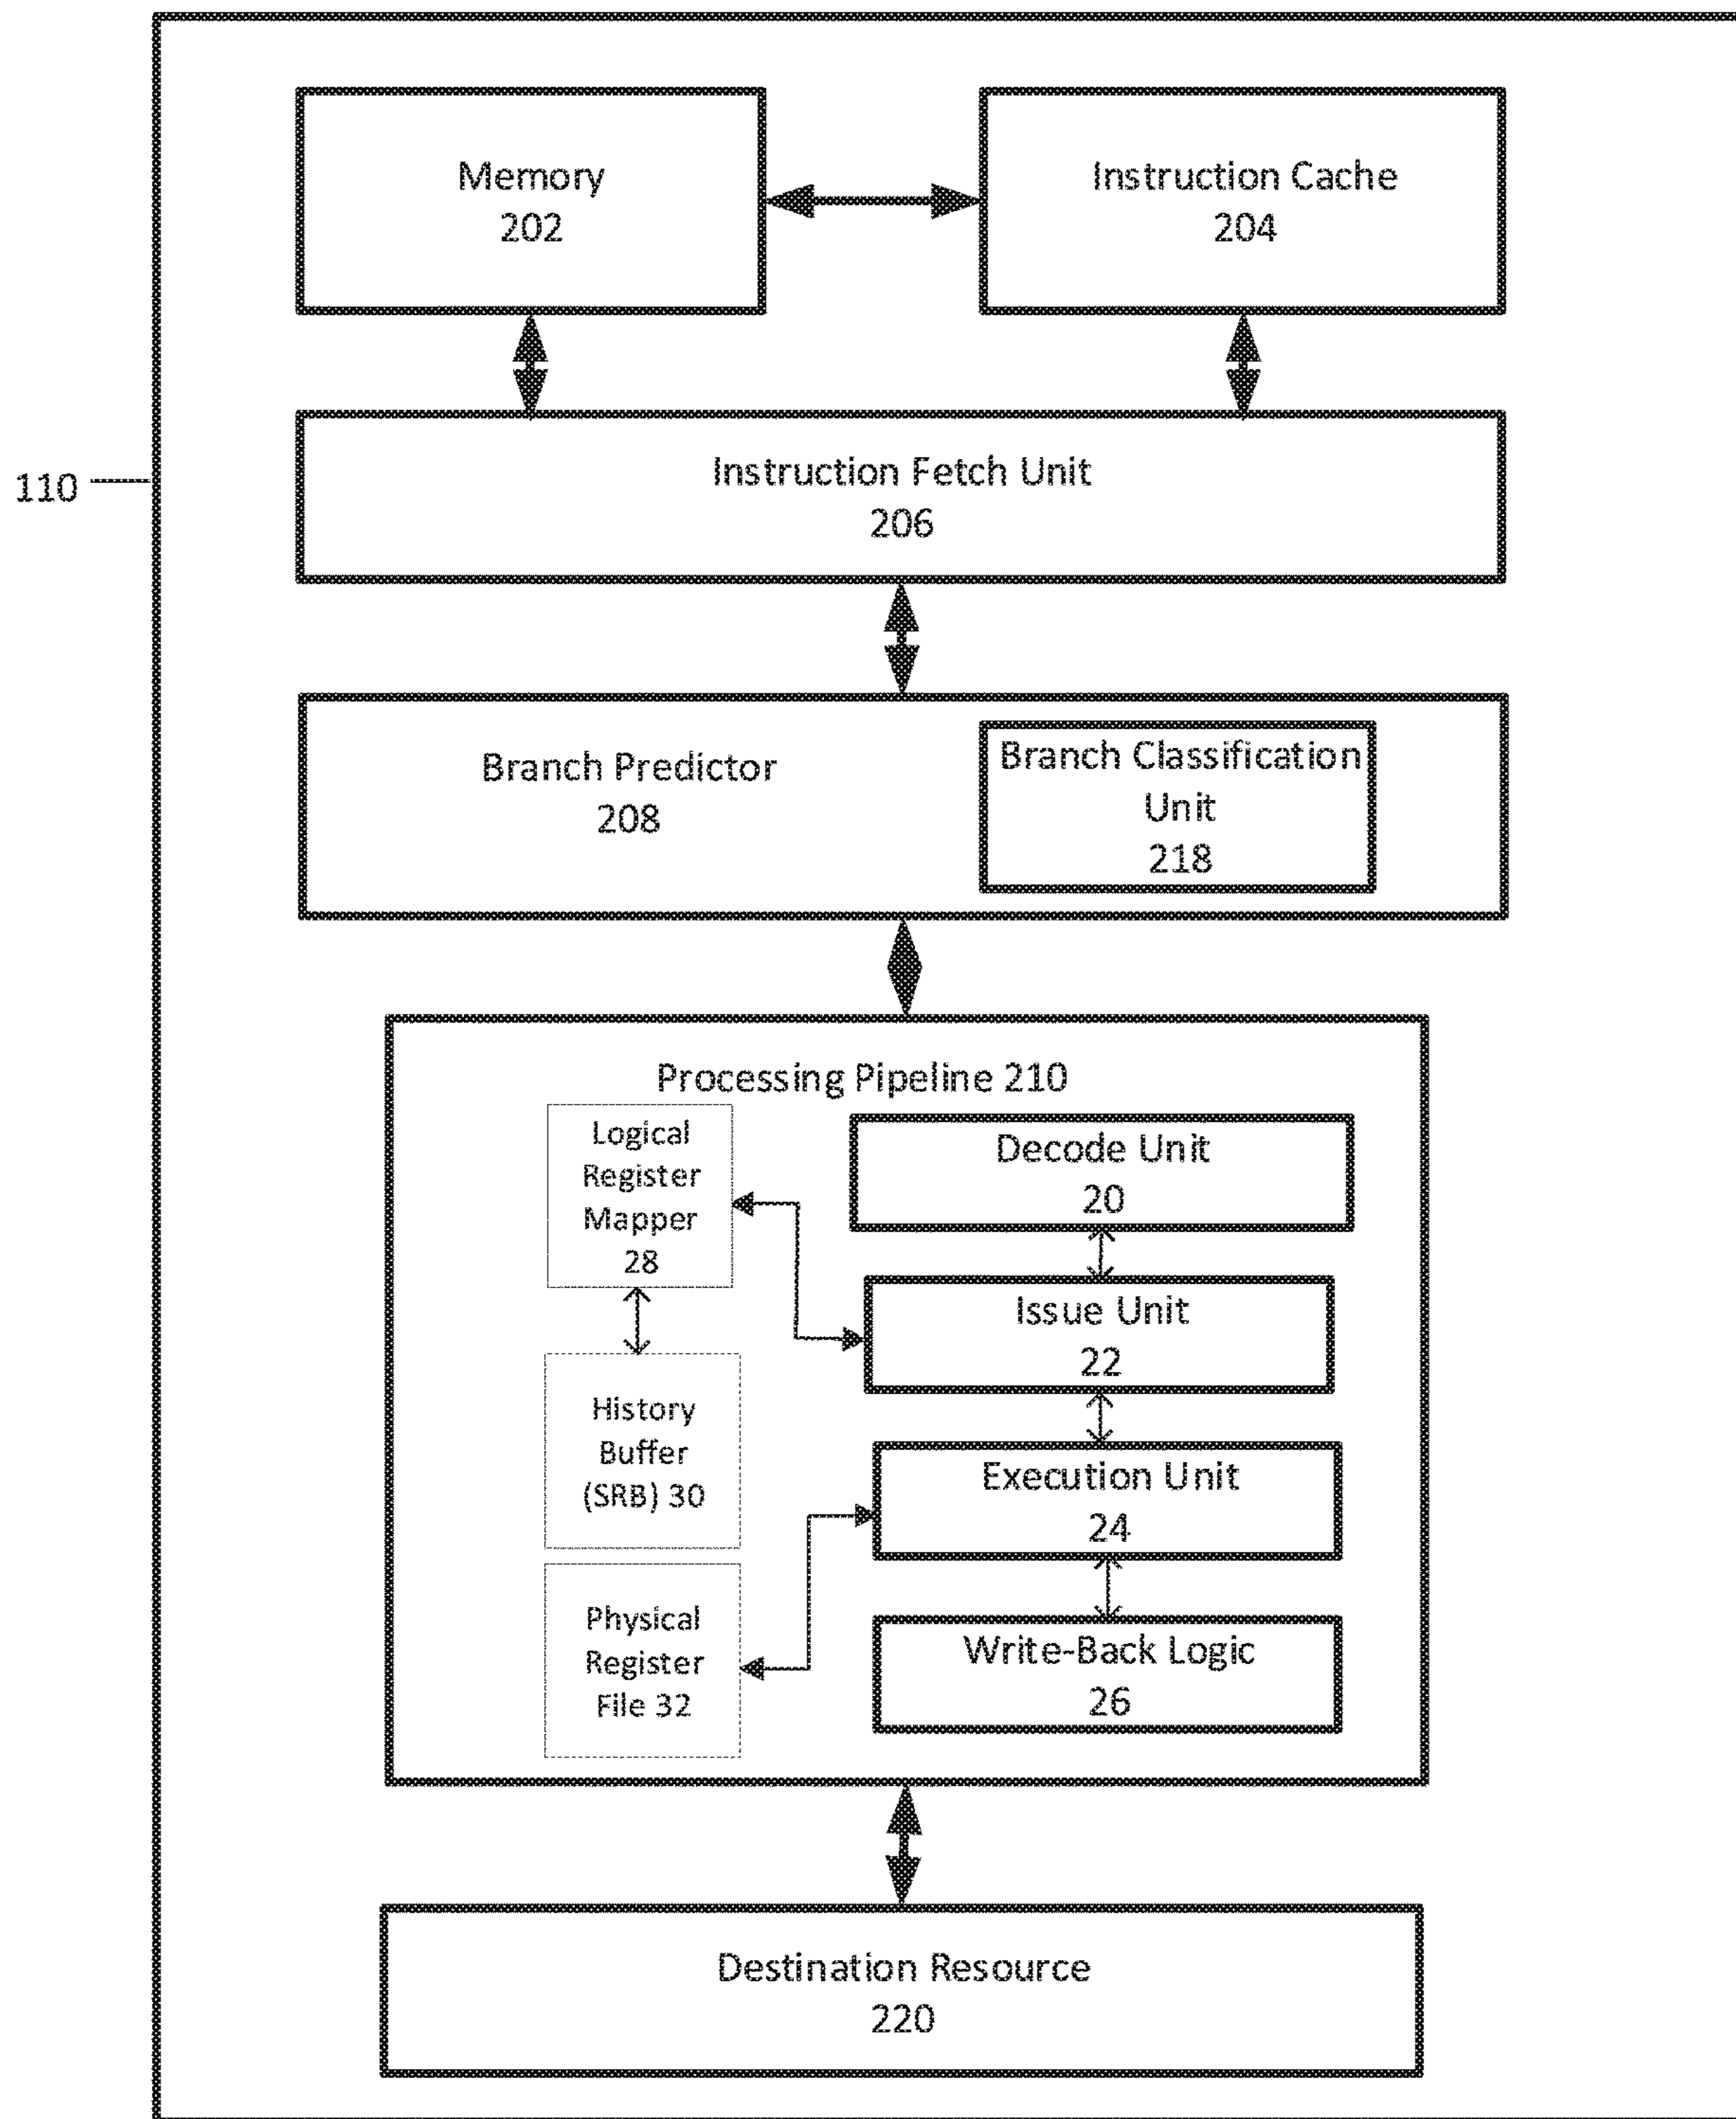 Memory
202
Instruction Cache
204
110
Instruction Fetch Unit
206
Branch Predictor
208
Branch Classification
Unit
218
Processing Pipeline 210
Logical
Register
Mapper
28
Decode Unit
20
Issue Unit
22
History
Buffer
(SRB) 30
Execution Unit
24
Physical
Register
File 32
Write-Back Logic
26
Destination Resource
220